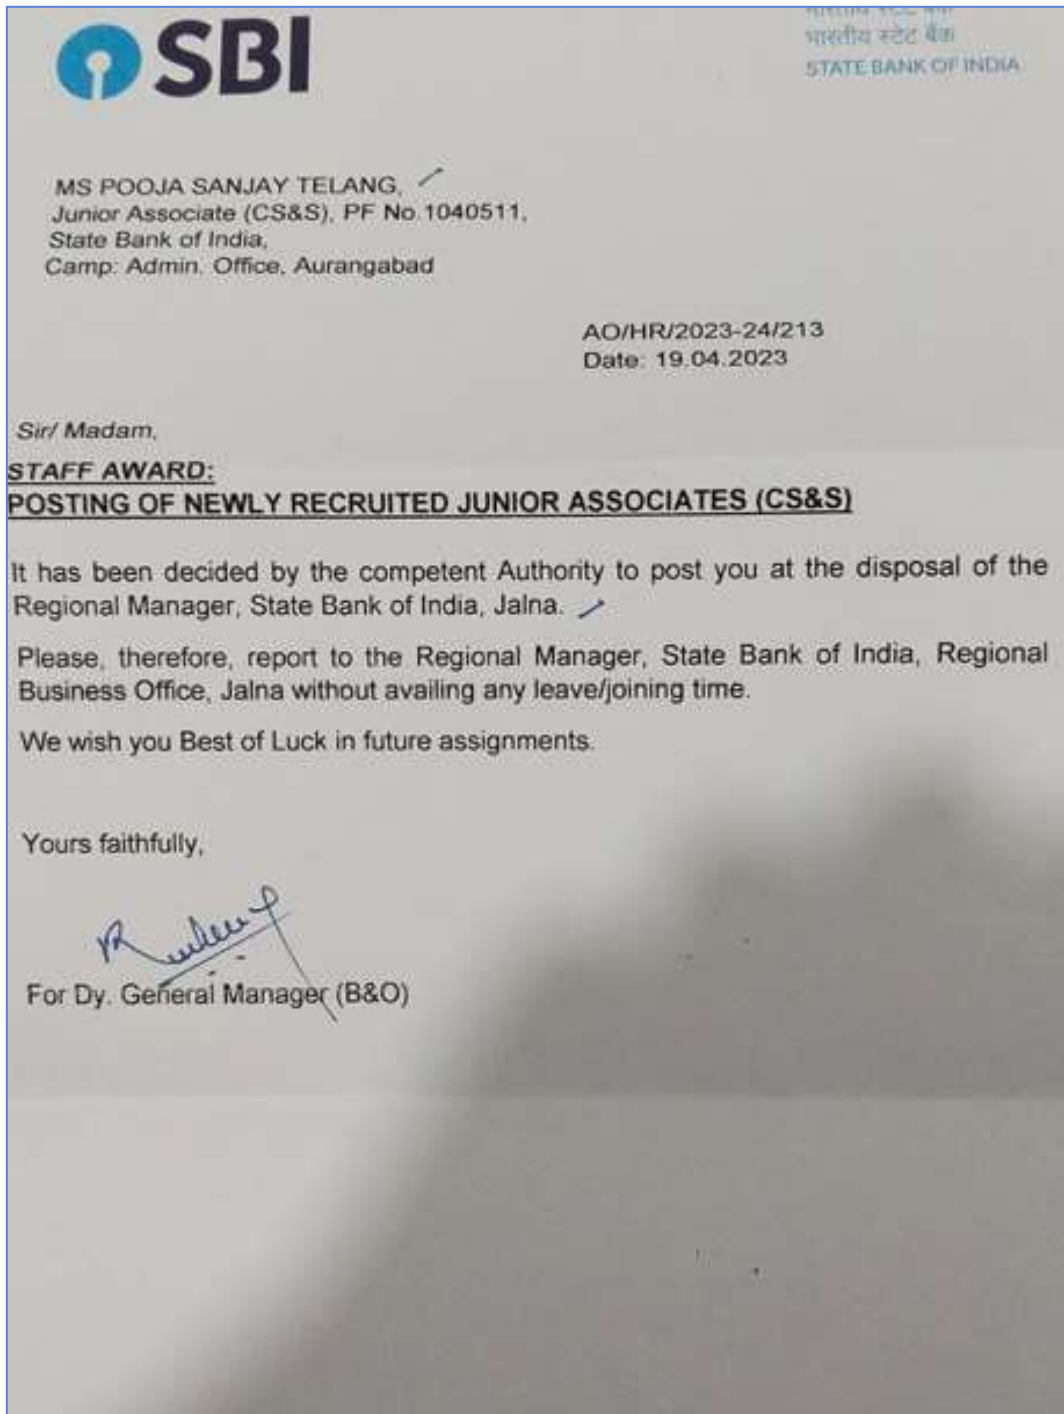 SBI
भारतीय स्टेट बैंक
STATE BANK OF INDIA
MS POOJA SANJAY TELANG,
Junior Associate (CS&S), PF No.1040511,
State Bank of India,
Camp: Admin. Office, Aurangabad
AO/HR/2023-24/213
Date: 19.04.2023
Sir/ Madam,
STAFF AWARD:
POSTING OF NEWLY RECRUITED JUNIOR ASSOCIATES (CS&S)
It has been decided by the competent Authority to post you at the disposal of the
Regional Manager, State Bank of India, Jalna.
Please, therefore, report to the Regional Manager, State Bank of India, Regional
Business Office, Jalna without availing any leave/joining time.
We wish you Best of Luck in future assignments.
Yours faithfully,
For Dy. General Manager (B&O)